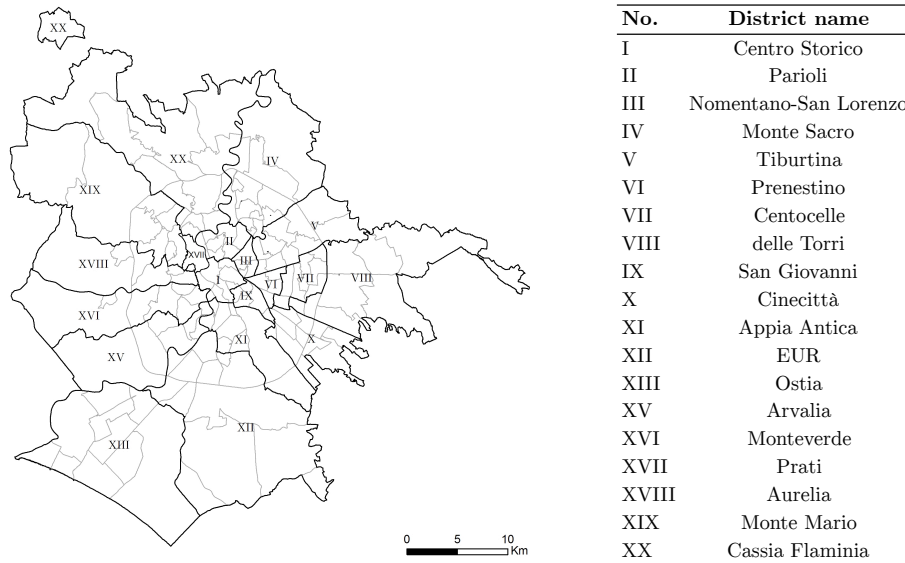 XX
XX
IV
XIX
V
II
XVII
III
XVIII
VIII
VII
VI
I
IX
XVI
XI
X
XV
XII
XIII
0 5 10
Km
No. District name
I Centro Storico
II Parioli
III Nomentano-San Lorenzo
IV Monte Sacro
V Tiburtina
VI Prenestino
VII Centocelle
VIII delle Torri
IX San Giovanni
X Cinecittà
XI Appia Antica
XII EUR
XIII Ostia
XV Arvalia
XVI Monteverde
XVII Prati
XVIII Aurelia
XIX Monte Mario
XX Cassia Flaminia